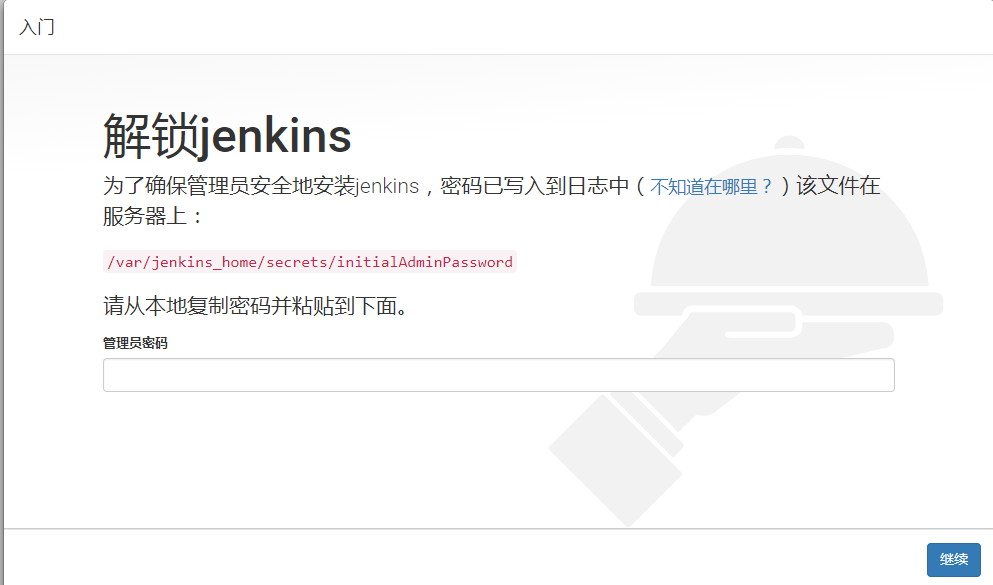 入门
解锁jenkins
为了确保管理员安全地安装jenkins，密码已写入到日志中（不知道在哪里？）该文件在
服务器上：
/var/jenkins_home/secrets/initialAdminPassword
请从本地复制密码并粘贴到下面。
管理员密码
继续